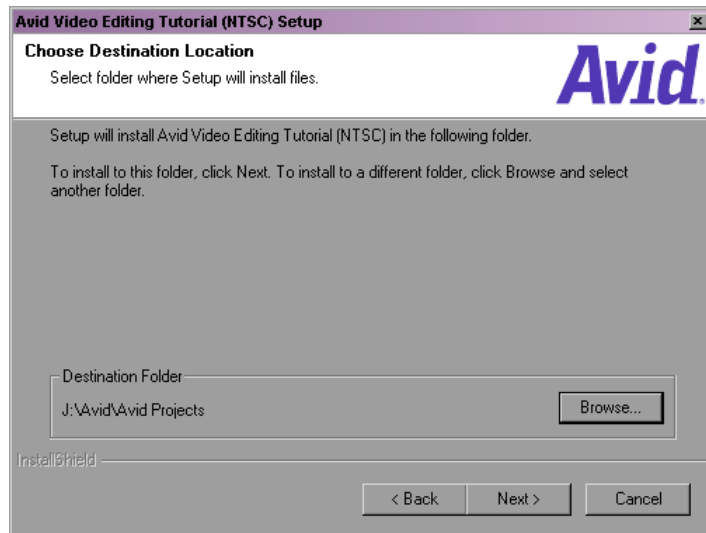 Avid Video Editing Tutorial (NTSC) Setup
Choose Destination Location
Select folder where Setup will install files.
Avid.
Setup will install Avid Video Editing Tutorial (NTSC) in the following folder.
To install to this folder, click Next. To install to a different folder, click Browse and select
another folder.
Destination Folder
J:\Avid\Avid Projects
Browse...
InstallShield
< Back
Next >
Cancel